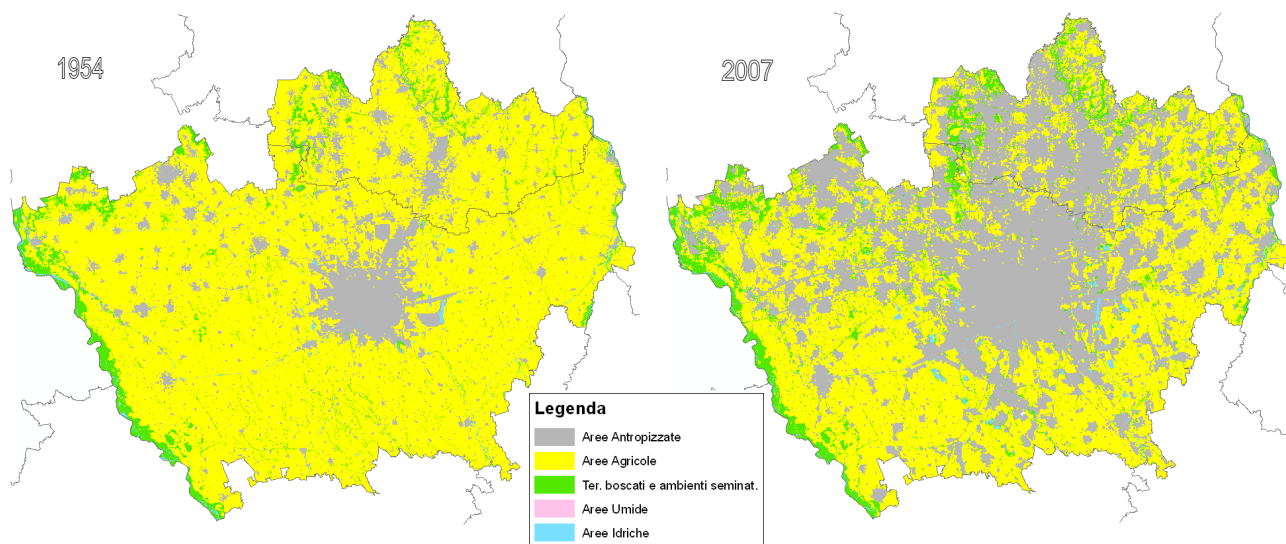 1954
2007
Legenda
Aree Antropizzate
Aree Agricole
Ter. boscati e ambienti seminat.
Aree Umide
Aree Idriche